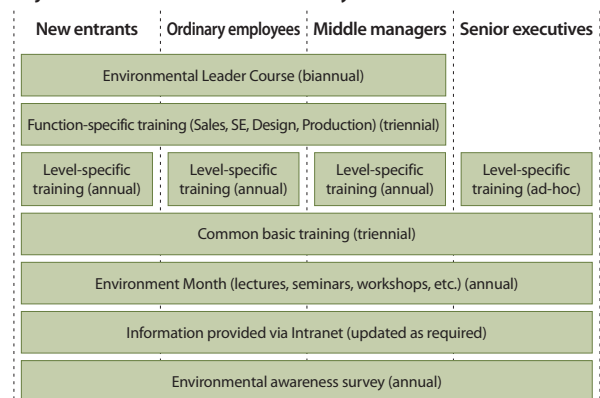 New entrants Ordinary employees Middle managers Senior executives
Environmental Leader Course (biannual)
Function-specific training (Sales, SE, Design, Production) (triennial)
Level-specific training (annual)
Level-specific training (annual)
Level-specific training (annual)
Level-specific training (ad-hoc)
Common basic training (triennial)
Environment Month (lectures, seminars, workshops, etc.) (annual)
Information provided via Intranet (updated as required)
Environmental awareness survey (annual)